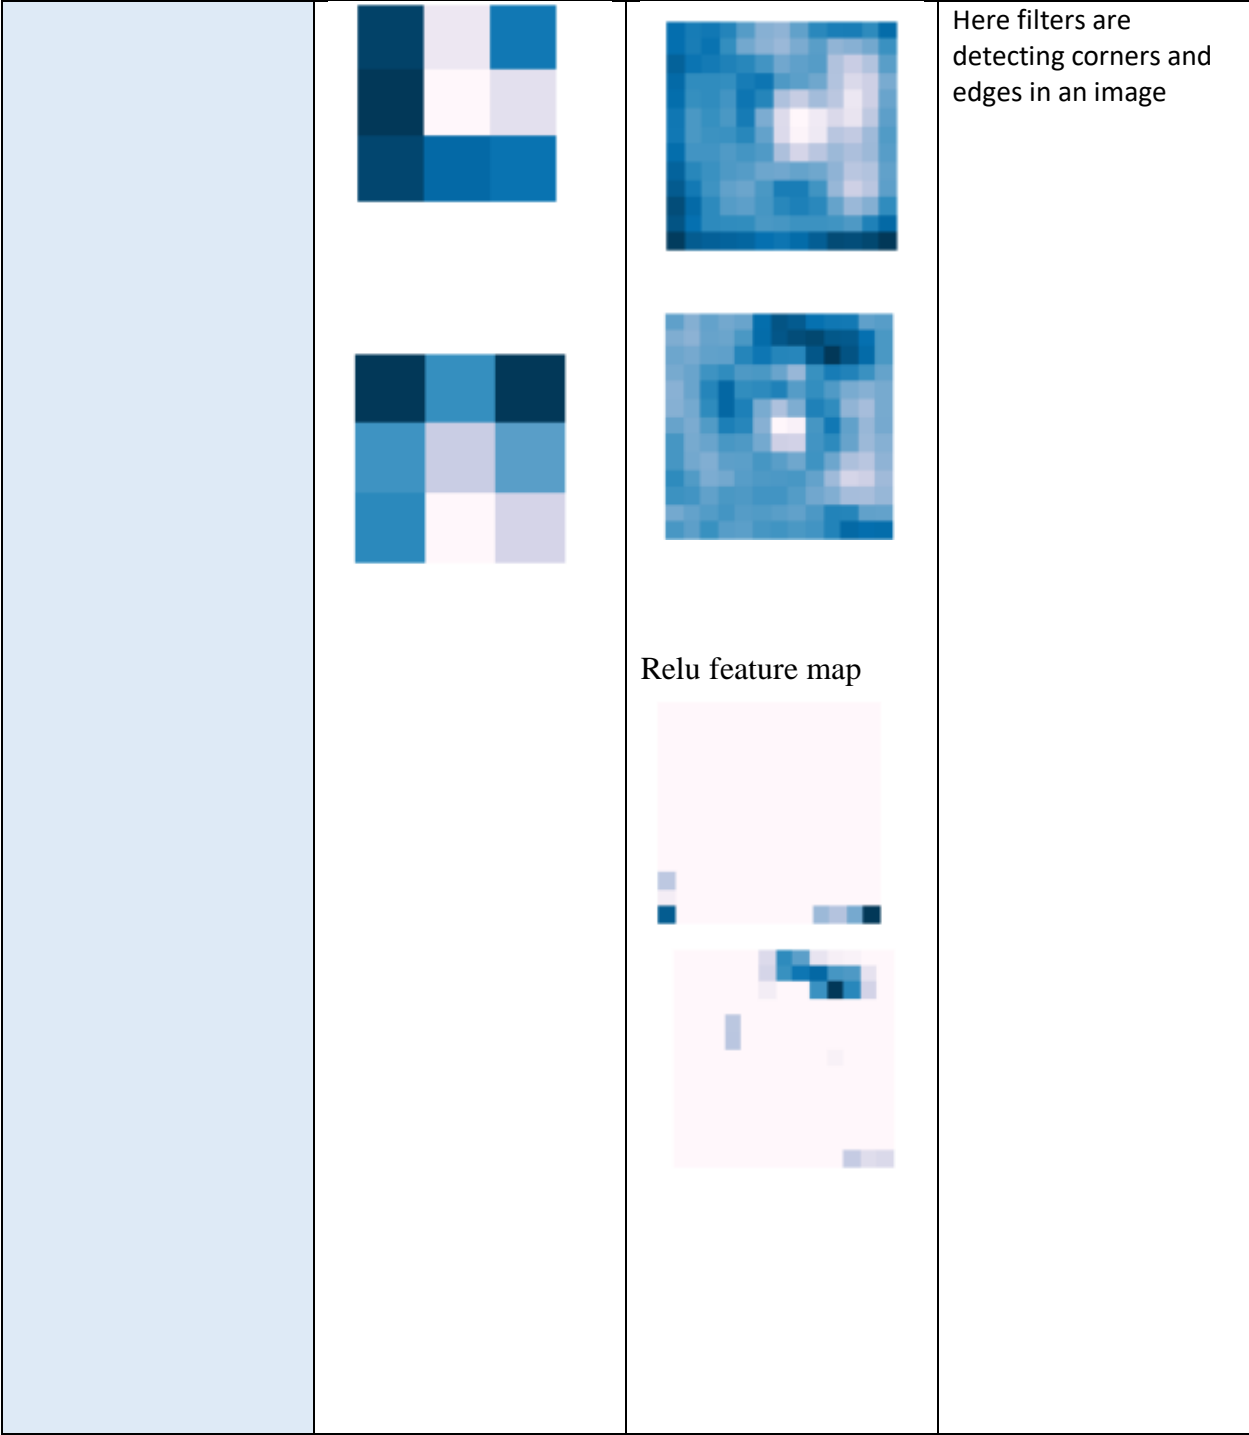 Here filters are
detecting corners and
edges in an image
Relu feature map